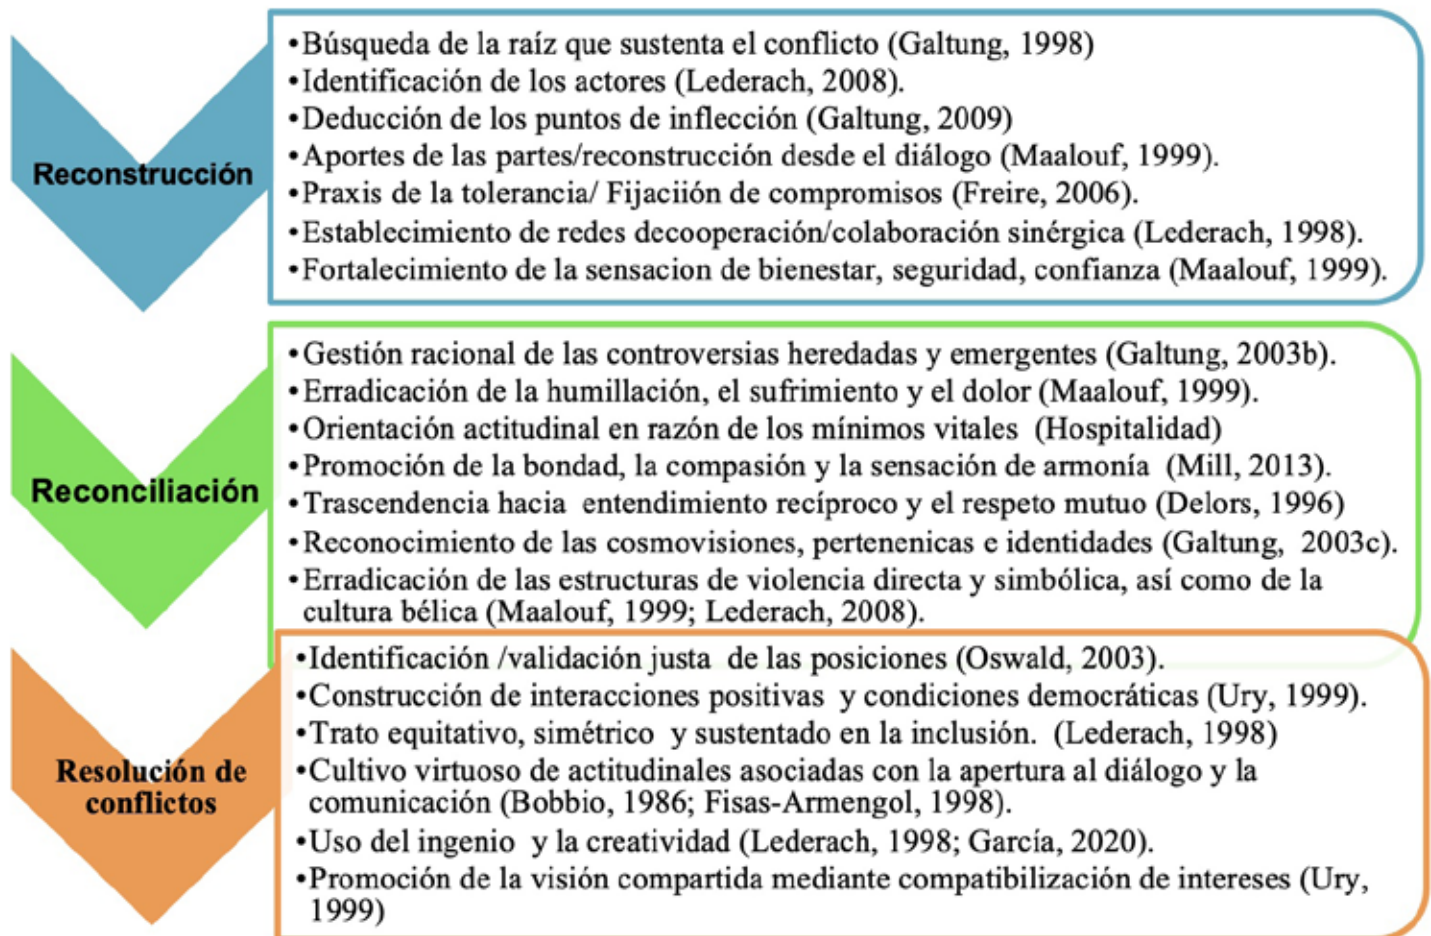 Reconstrucción
•Búsqueda de la raíz que sustenta el conflicto (Galtung, 1998)
•Identificación de los actores (Lederach, 2008).
•Deducción de los puntos de inflección (Galtung, 2009)
•Aportes de las partes/reconstrucción desde el diálogo (Maalouf, 1999).
•Praxis de la tolerancia/ Fijaciión de compromisos (Freire, 2006).
•Establecimiento de redes decooperación/colaboración sinérgica (Lederach, 1998).
•Fortalecimiento de la sensacion de bienestar, seguridad, confianza (Maalouf, 1999).
Reconciliación
•Gestión racional de las controversias heredadas y emergentes (Galtung, 2003b).
•Erradicación de la humillación, el sufrimiento y el dolor (Maalouf, 1999).
•Orientación actitudinal en razón de los mínimos vitales (Hospitalidad)
•Promoción de la bondad, la compasión y la sensación de armonía (Mill, 2013).
•Trascendencia hacia entendimiento recíproco y el respeto mutuo (Delors, 1996)
•Reconocimiento de las cosmovisiones, pertenenicas e identidades (Galtung, 2003c).
•Erradicación de las estructuras de violencia directa y simbólica, así como de la
cultura bélica (Maalouf, 1999; Lederach, 2008).
Resolución de
conflictos
•Identificación /validación justa de las posiciones (Oswald, 2003).
•Construcción de interacciones positivas y condiciones democráticas (Ury, 1999).
•Trato equitativo, simétrico y sustentado en la inclusión. (Lederach, 1998)
•Cultivo virtuoso de actitudinales asociadas con la apertura al diálogo y la
comunicación (Bobbio, 1986; Fisas-Armengol, 1998).
•Uso del ingenio y la creatividad (Lederach, 1998; García, 2020).
•Promoción de la visión compartida mediante compatibilización de intereses (Ury,
1999)